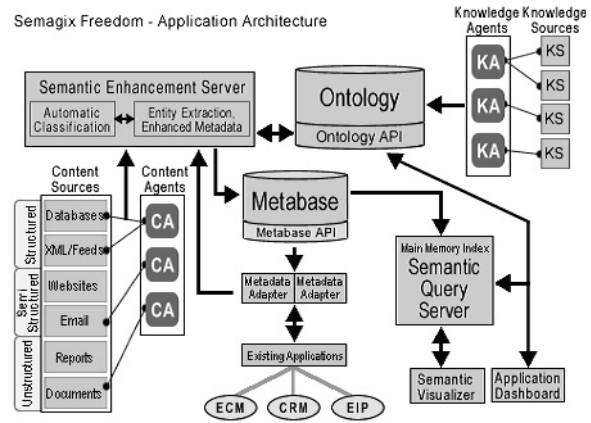 Semagix Freedom - Application Architecture
Knowledge Agents
Knowledge Sources
KA
KA
KA
KS
KS
KS
KS
Semantic Enhancement Server
Automatic
Classification
Entity Extraction,
Enhanced Metadata
Ontology
Ontology API
Content
Sources
Content
Agents
Structured
Semi
Structured
Unstructured
Databases
XML/Feeds
Websites
Email
Reports
Documents
CA
CA
CA
Metabase
Metabase API
Metadata
Adapter
Metadata
Adapter
Existing Applications
ECM
CRM
EIP
Main Memory Index
Semantic
Query
Server
Semantic
Visualizer
Application
Dashboard